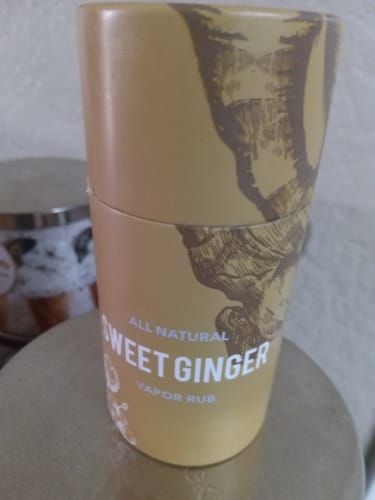 ALL NATURAL
SWEET GINGER
VAPOR RUB